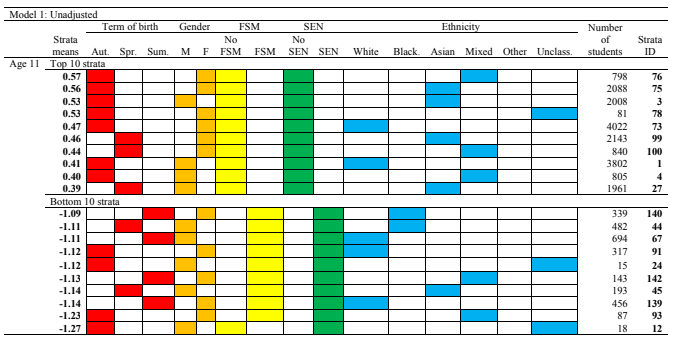 Model 1: Unadjusted
Term of birth Gender FSM SEN Ethnicity Number
Strata No No of Strata
means Aut. Spr. Sum. M F FSM FSM SEN SEN White Black. Asian Mixed Other Unclass. students ID
Age 11 Top 10 strata
0.57 798 76
0.56 2088 75
0.53 2008 3
0.53 81 78
0.47 4022 73
0.46 2143 99
0.44 840 100
0.41 3802 1
0.40 805 4
0.39 1961 27
Bottom 10 strata
-1.09 339 140
-1.11 482 44
-1.11 694 67
-1.12 317 91
-1.12 15 24
-1.13 143 142
-1.14 193 45
-1.14 456 139
-1.23 87 93
-1.27 18 12